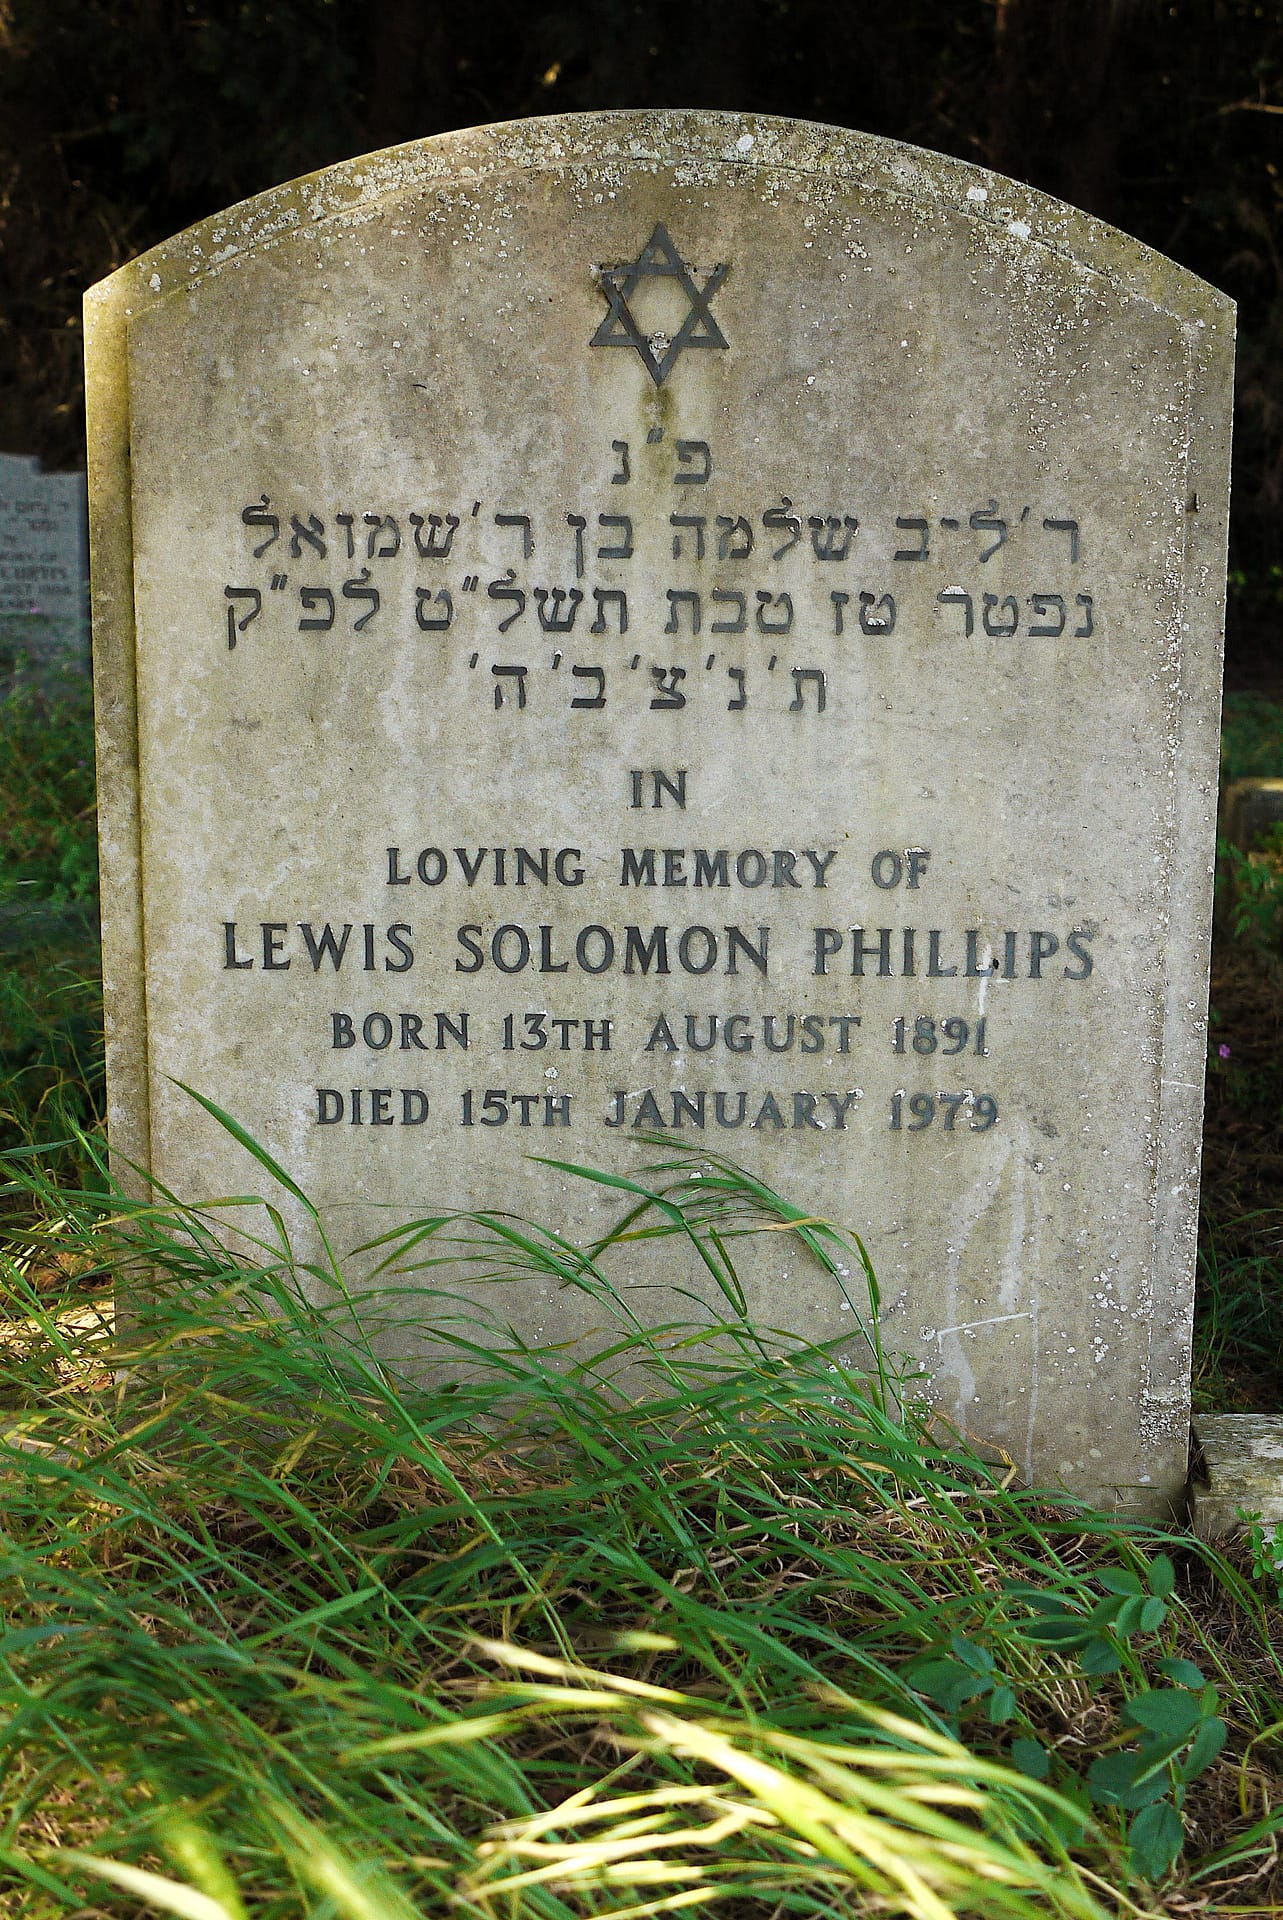 פ"נ
ר' ליב שלמה בן ר' שמואל
נפטר טז טבת תשל"ט לפ"ק
ת'נ'צ'ב'ה'
IN
LOVING MEMORY OF
LEWIS SOLOMON PHILLIPS
BORN 13TH AUGUST 1891
DIED 15TH JANUARY 1979
CURTIS